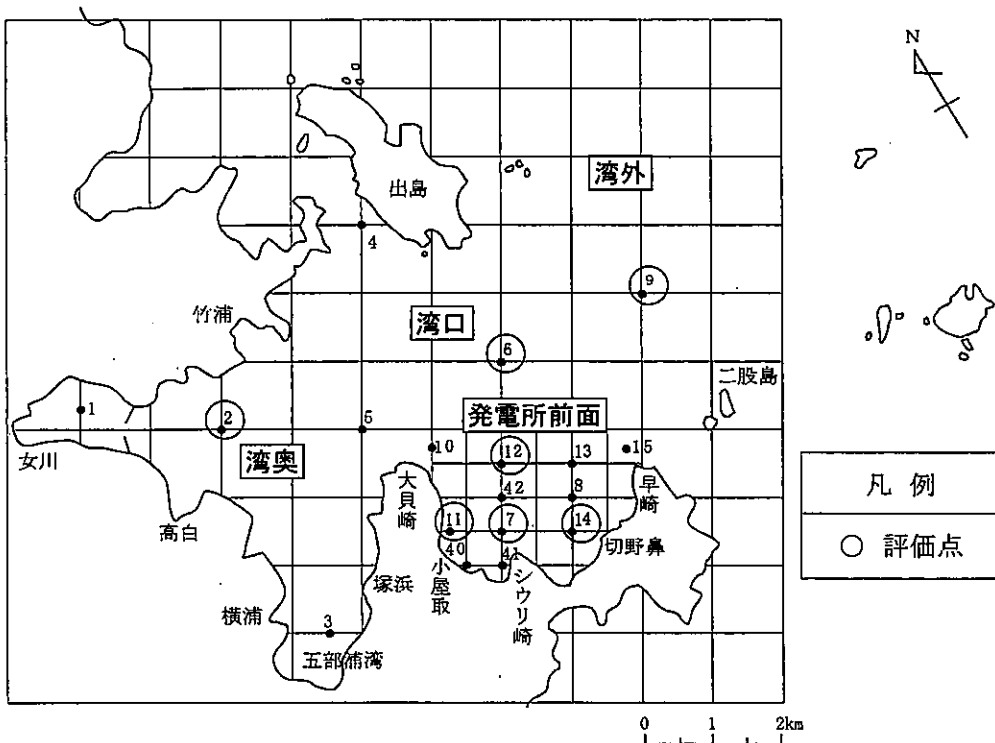 N
湾外
出島
4
9
竹浦
湾口
6
二股島
1
2
5
発電所前面
女川
湾奥
10
12
13
15
大貝崎
42
8
早崎
高白
11
7
14
切野鼻
40
41
小屋取
シウリ崎
塚浜
横浦
3
五部浦湾
凡例
○ 評価点
0 1 2km